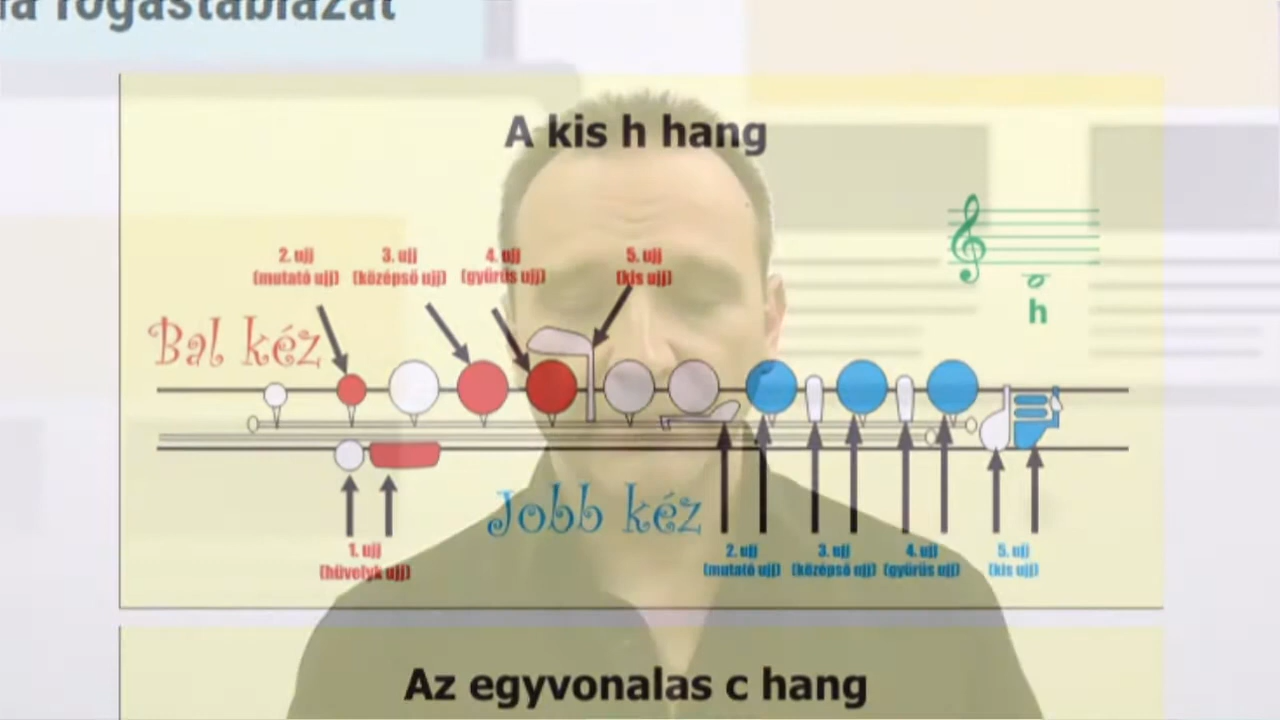 fogástáblázat
A kis h hang
2. ujj
(mutató ujj)
3. ujj
(középső ujj)
4. ujj
(gyűrűs ujj)
5. ujj
(kis ujj)
h
Bal kéz
Jobb kéz
1. ujj
(hüvelyk ujj)
2. ujj
(mutató ujj)
3. ujj
(középső ujj)
4. ujj
(gyűrűs ujj)
5. ujj
(kis ujj)
Az egyvonalas c hang